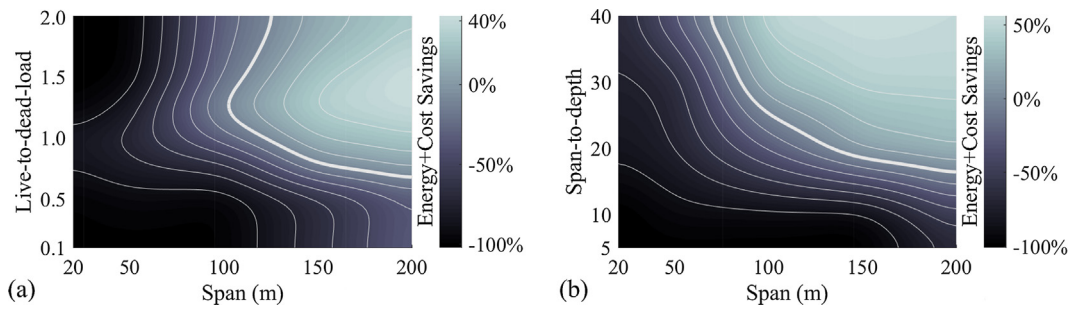 2.0
1.5
1.0
0.5
0.1
Live-to-dead-load
20 50 100 150 200
Span (m)
(a)
40%
0%
-50%
-100%
Energy+Cost Savings
40
30
20
10
5
Span-to-depth
20 50 100 150 200
Span (m)
(b)
50%
0%
-50%
-100%
Energy+Cost Savings